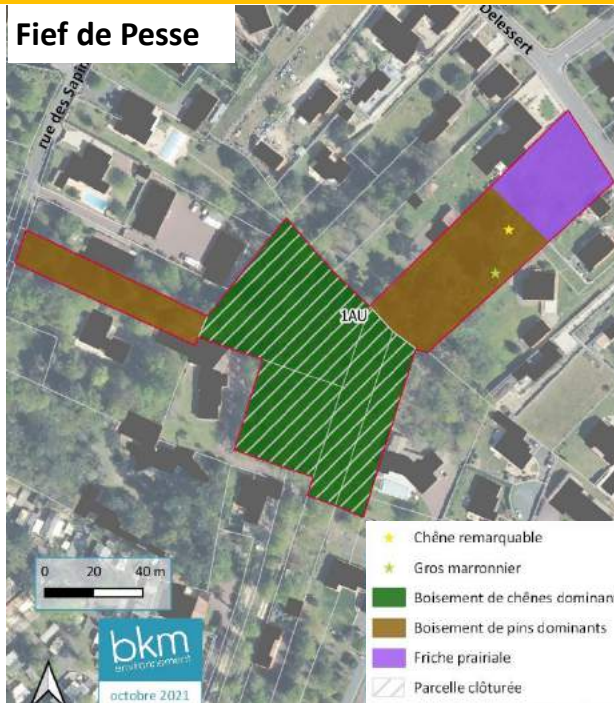 Fief de Pesse
Delessert
rue des Sapin
1AU
0 20 40 m
bkm
environnement
octobre 2021
Chêne remarquable
Gros marronnier
Boisement de chênes dominant
Boisement de pins dominants
Friche prairiale
Parcelle clôturée